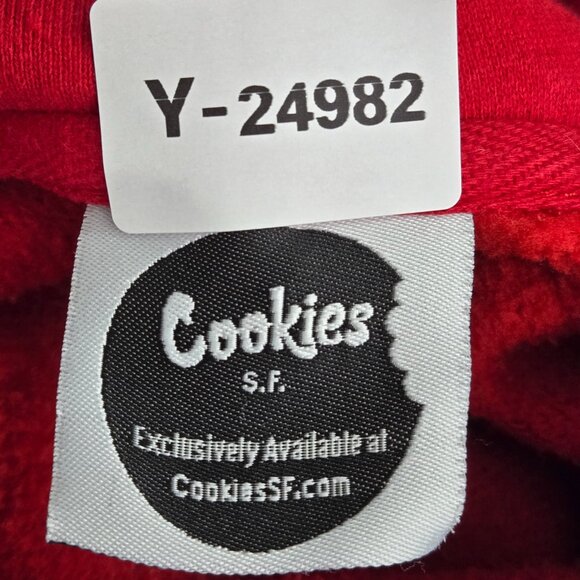 Y-24982
Cookies
S.F.
Exclusively Available at
CookiesSF.com